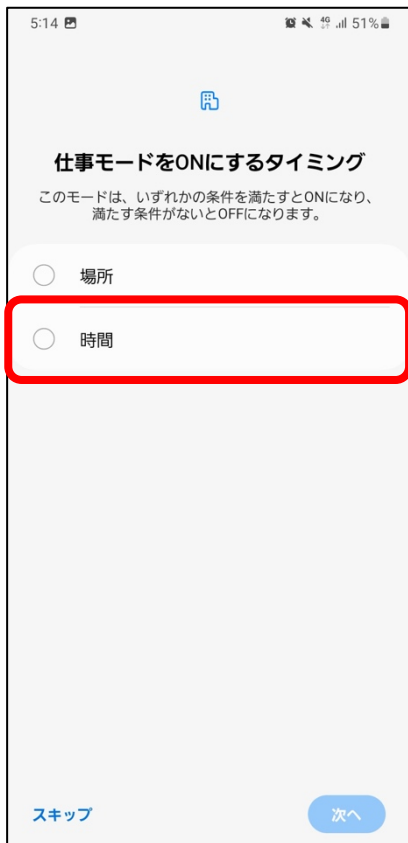 5:14 4G 51%
仕事モードをONにするタイミング
このモードは、いずれかの条件を満たすとONになり、
満たす条件がないとOFFになります。
場所
時間
スキップ 次へ